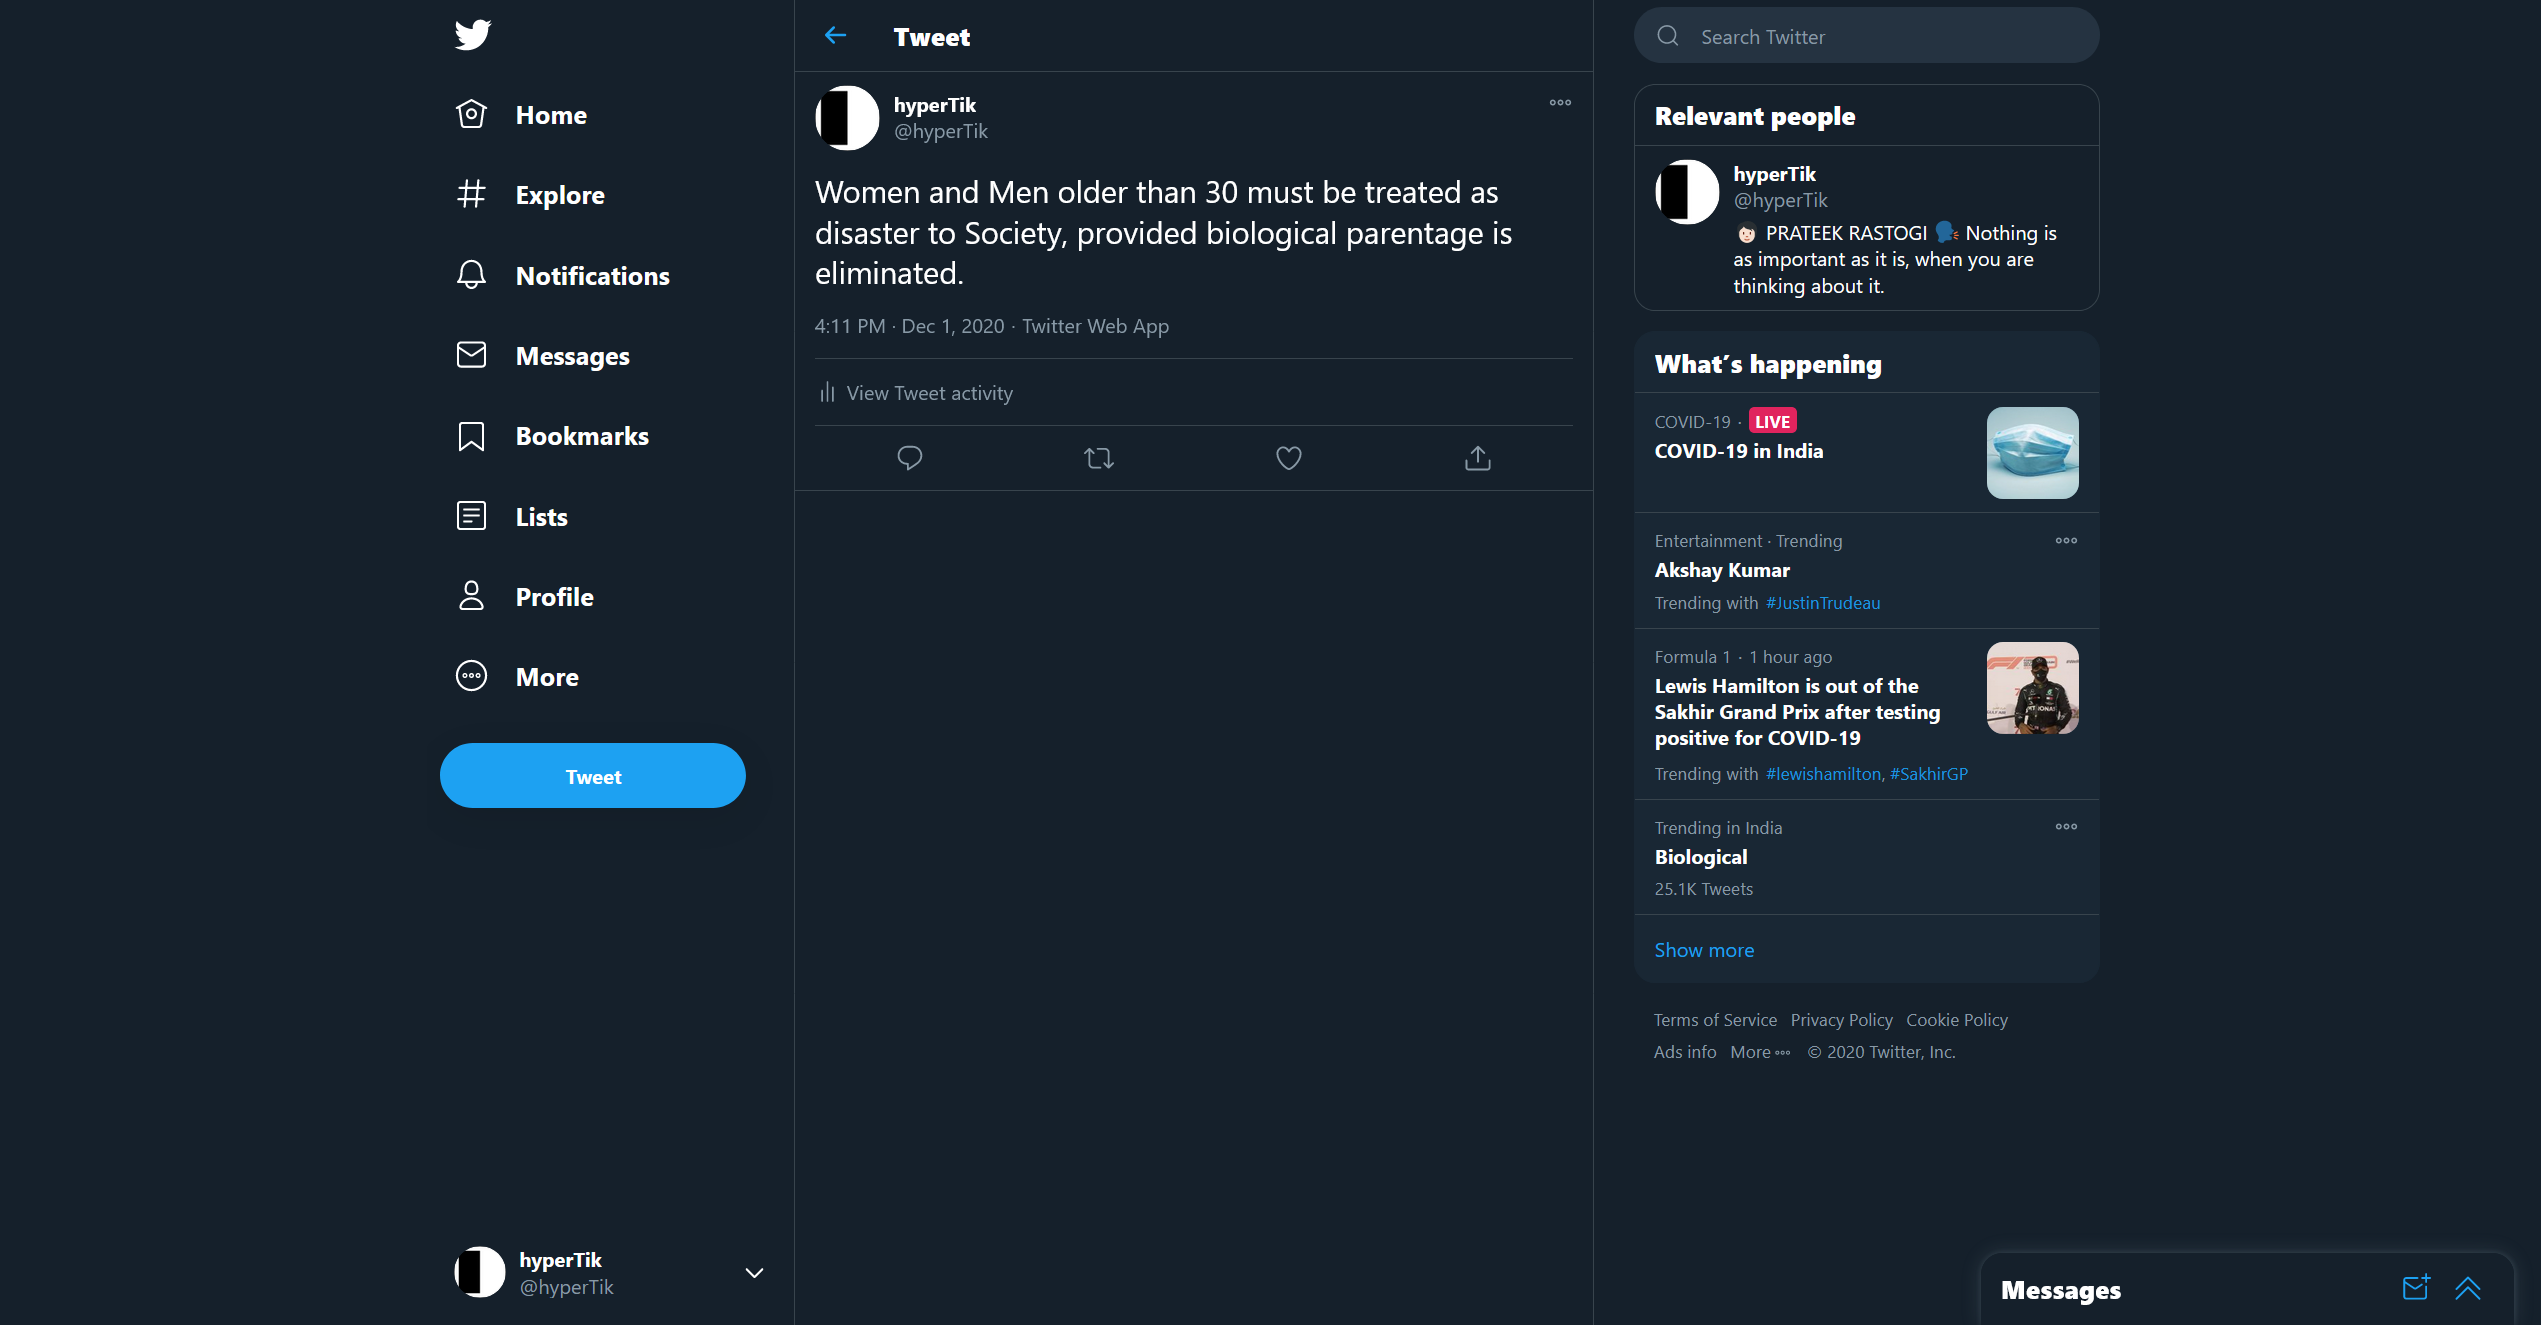 Home
Explore
Notifications
Messages
Bookmarks
Lists
Profile
More
Tweet
hyperTik
@hyperTik
Tweet
hyperTik
@hyperTik
Women and Men older than 30 must be treated as
disaster to Society, provided biological parentage is
eliminated.
4:11 PM · Dec 1, 2020 · Twitter Web App
View Tweet activity
Search Twitter
Relevant people
hyperTik
@hyperTik
PRATEEK RASTOGI Nothing is
as important as it is, when you are
thinking about it.
What's happening
COVID-19 · LIVE
COVID-19 in India
Entertainment · Trending
Akshay Kumar
Trending with #JustinTrudeau
Formula 1 · 1 hour ago
Lewis Hamilton is out of the
Sakhir Grand Prix after testing
positive for COVID-19
Trending with #lewishamilton, #SakhirGP
Trending in India
Biological
25.1K Tweets
Show more
Terms of Service Privacy Policy Cookie Policy
Ads info More © 2020 Twitter, Inc.
Messages